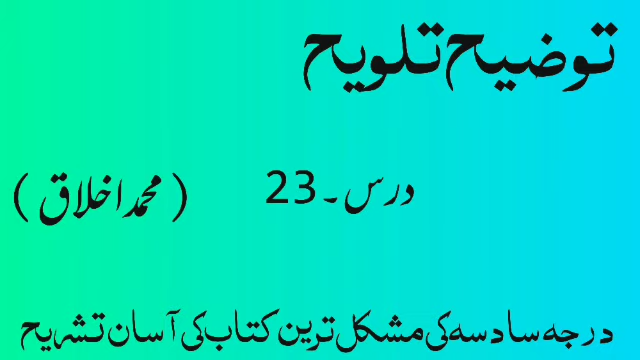 توضیح تلویح
درس ۔ 23 ( محمد اخلاق )
درجہ سادسہ کی مشکل ترین کتاب کی آسان تشریح